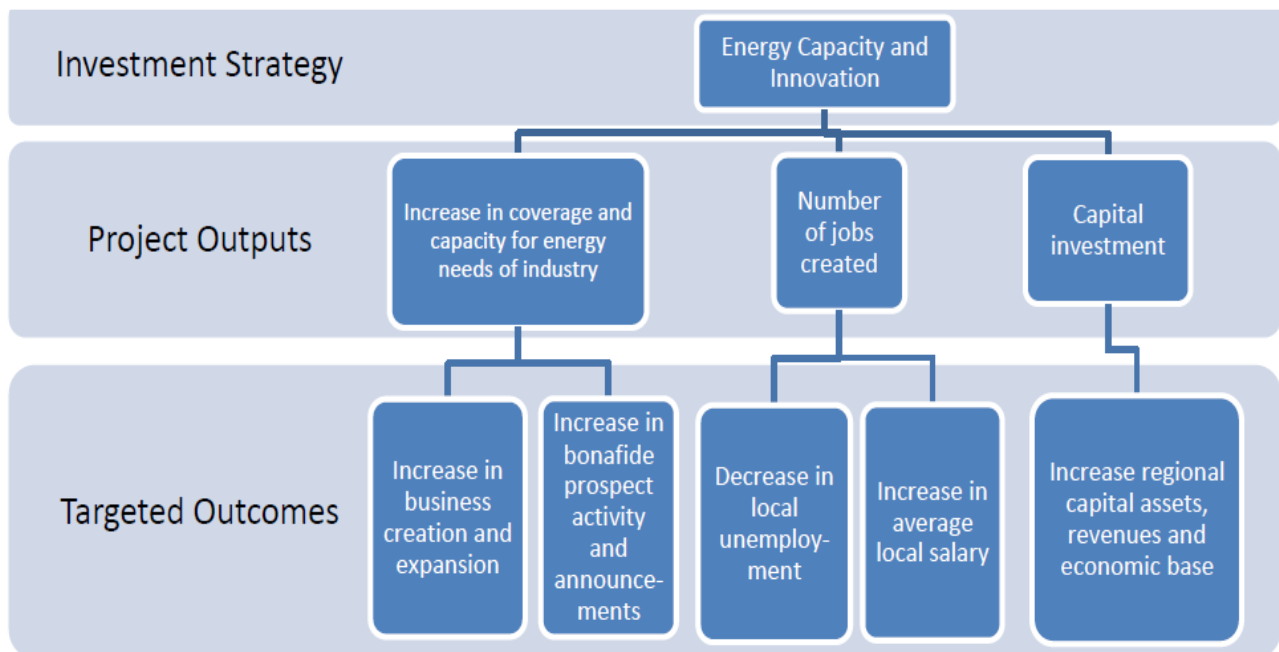 Investment Strategy
Energy Capacity and
Innovation
Project Outputs
Increase in coverage and
capacity for energy
needs of industry
Number
of jobs
created
Capital
investment
Targeted Outcomes
Increase in
business
creation and
expansion
Increase in
bonafide
prospect
activity
and
announce-
ments
Decrease in
local
unemploy-
ment
Increase in
average
local salary
Increase regional
capital assets,
revenues and
economic base